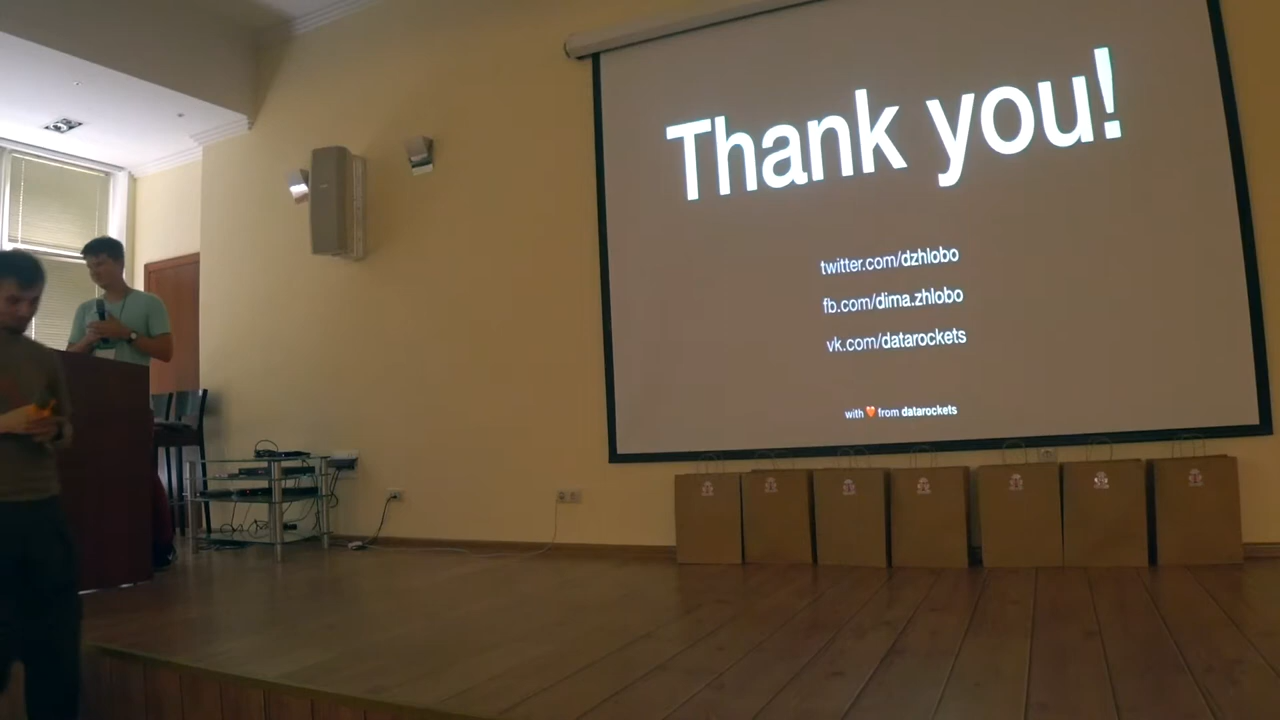 Thank you!
twitter.com/dzhlobo
fb.com/dima.zhlobo
vk.com/datarockets
with 🧡 from datarockets